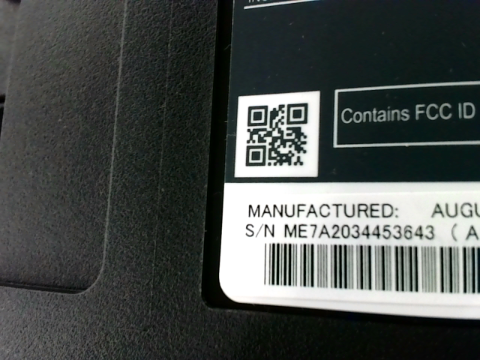 Contains FCC ID
MANUFACTURED: AUGU
S/N ME7A2034453643 ( A